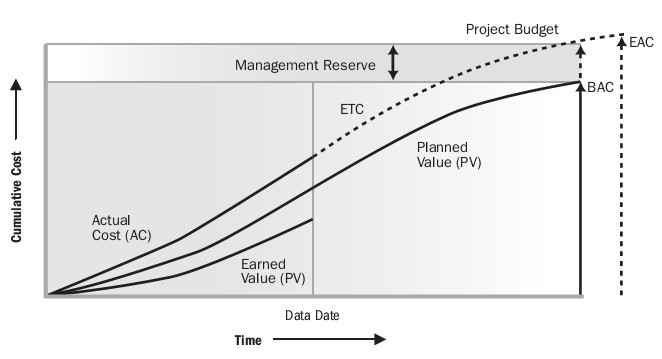 Project Budget
EAC
Management Reserve
BAC
ETC
Planned
Value (PV)
Cumulative Cost
Actual
Cost (AC)
Earned
Value (PV)
Data Date
Time